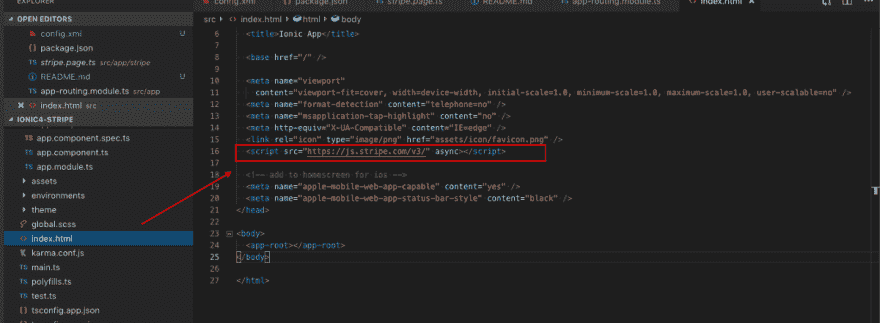 EXPLORER
config.xml
package.json
stripe.page.ts
README.md
app-routing.module.ts
index.html
OPEN EDITORS
config.xml U
package.json
stripe.page.ts src/app/stripe
README.md U
app-routing.module.ts src/app
index.html src
IONIC4-STRIPE
app.component.spec.ts
app.component.ts
app.module.ts
assets
environments
theme
global.scss
index.html
karma.conf.js
main.ts
polyfills.ts
test.ts
tsconfig.app.json
src > index.html > html > body
6 <title>Ionic App</title>
7
8 <base href="/" />
9
10 <meta name="viewport"
11 content="viewport-fit=cover, width=device-width, initial-scale=1.0, minimum-scale=1.0, maximum-scale=1.0, user-scalable=no" />
12 <meta name="format-detection" content="telephone=no" />
13 <meta name="msapplication-tap-highlight" content="no" />
14 <meta http-equiv="X-UA-Compatible" content="IE=edge" />
15 <link rel="icon" type="image/png" href="assets/icon/favicon.png" />
16 <script src="https://js.stripe.com/v3/" async></script>
17
18 <!-- add to homescreen for ios -->
19 <meta name="apple-mobile-web-app-capable" content="yes" />
20 <meta name="apple-mobile-web-app-status-bar-style" content="black" />
21 </head>
22
23 <body>
24 <app-root></app-root>
25 </body>
26
27 </html>